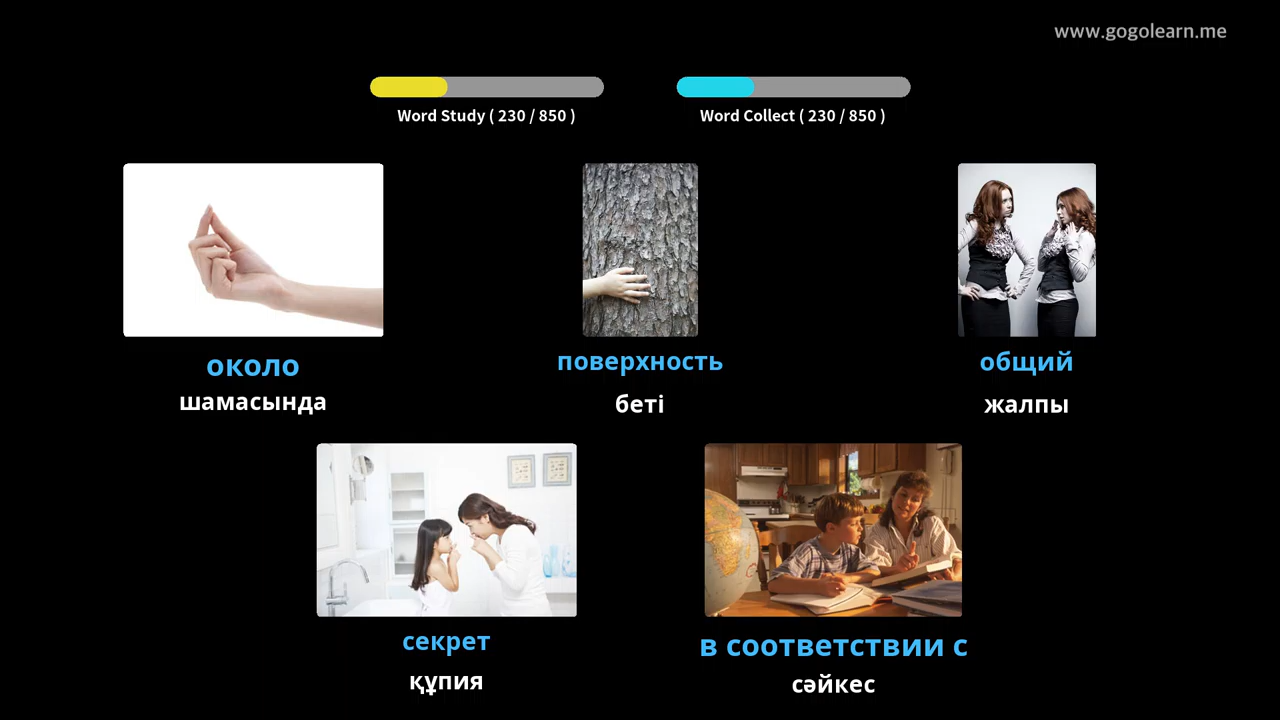 www.gogolearn.me
Word Study ( 230 / 850 )
Word Collect ( 230 / 850 )
около
шамасында
поверхность
беті
общий
жалпы
секрет
құпия
в соответствии с
сәйкес